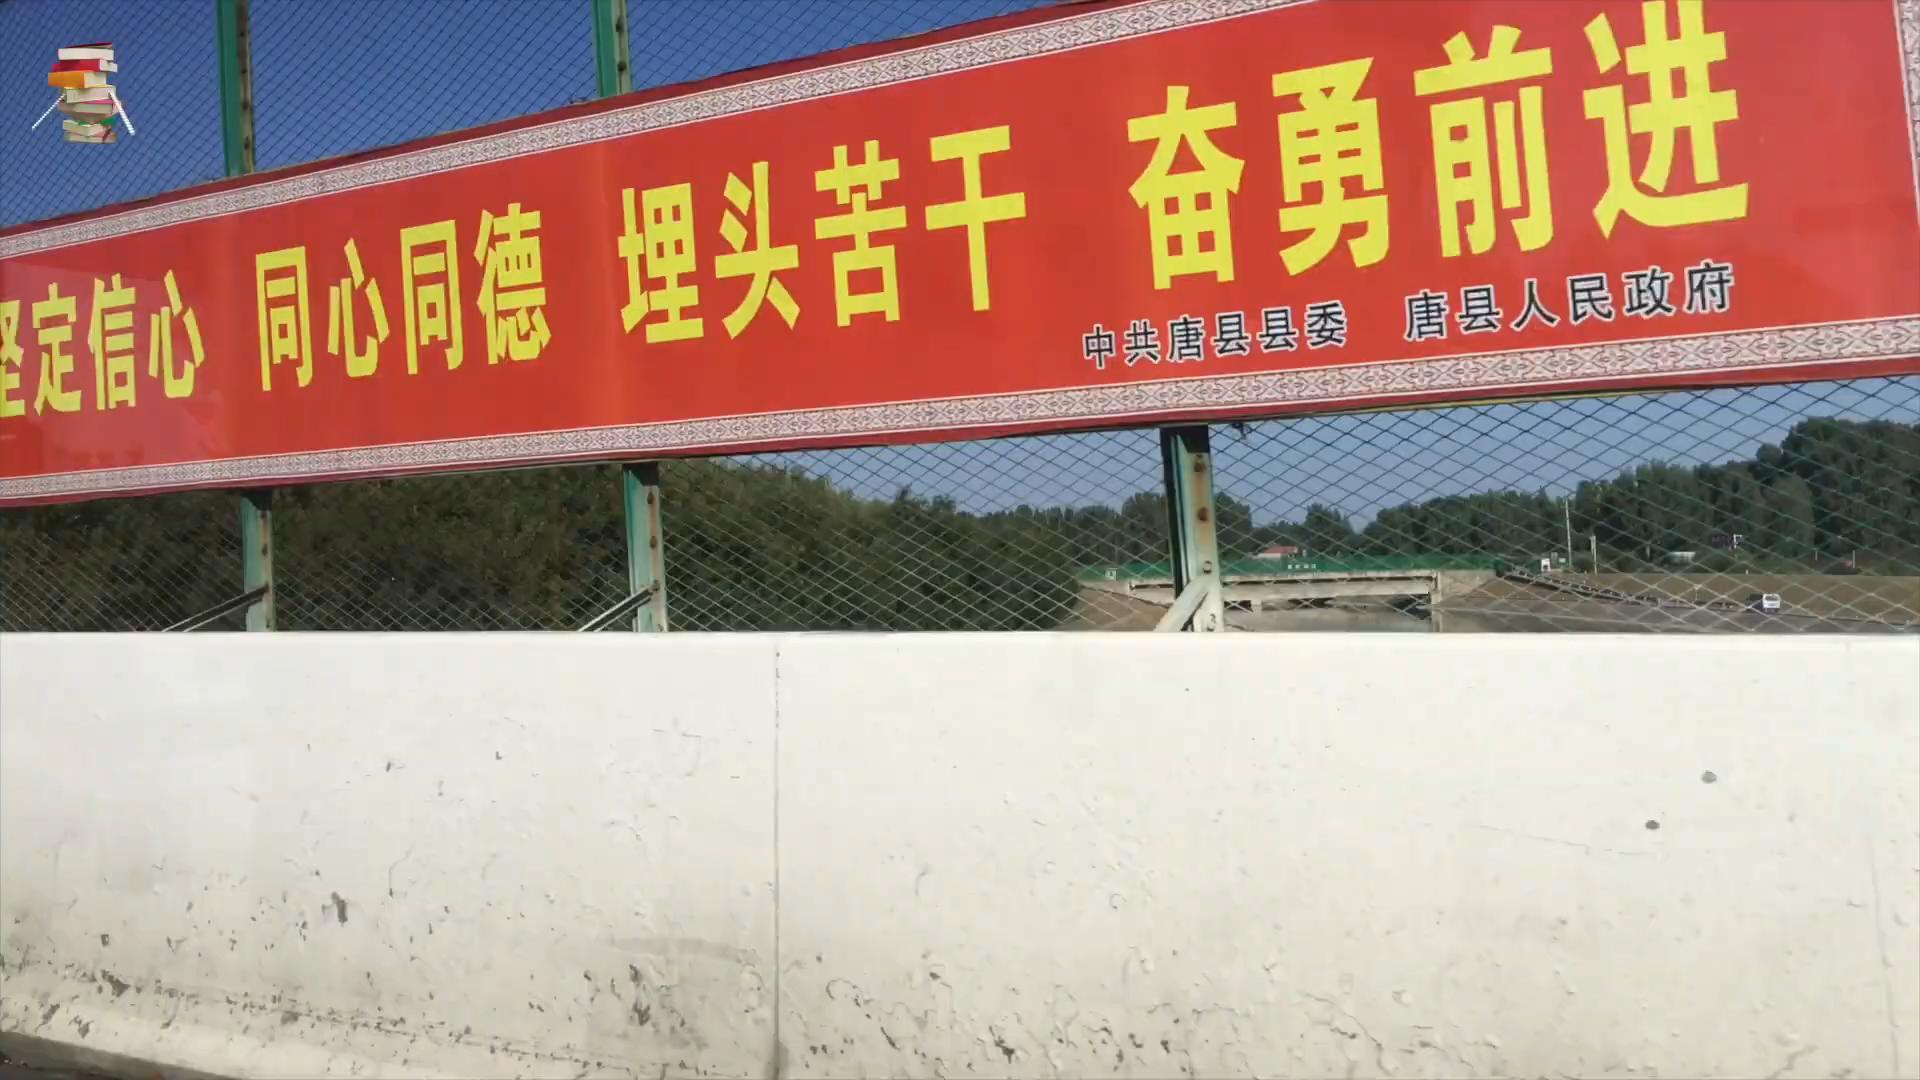 坚定信心 同心同德 埋头苦干 奋勇前进
中共唐县县委 唐县人民政府